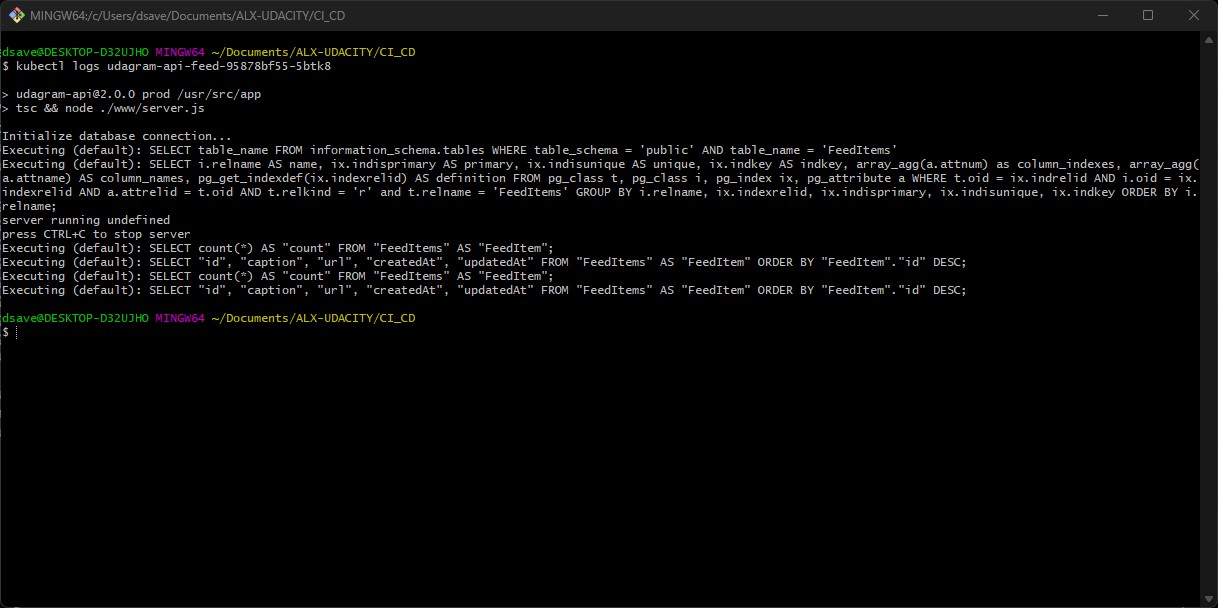 MINGW64:/c/Users/dsave/Documents/ALX-UDACITY/CI_CD
dsave@DESKTOP-D32UJHO MINGW64 ~/Documents/ALX-UDACITY/CI_CD
$ kubectl logs udagram-api-feed-95878bf55-5btk8
> udagram-api@2.0.0 prod /usr/src/app
> tsc && node ./www/server.js
Initialize database connection...
Executing (default): SELECT table_name FROM information_schema.tables WHERE table_schema = 'public' AND table_name = 'FeedItems'
Executing (default): SELECT i.relname AS name, ix.indisprimary AS primary, ix.indisunique AS unique, ix.indkey AS indkey, array_agg(a.attnum) as column_indexes, array_agg(
a.attname) AS column_names, pg_get_indexdef(ix.indexrelid) AS definition FROM pg_class t, pg_class i, pg_index ix, pg_attribute a WHERE t.oid = ix.indrelid AND i.oid = ix.
indexrelid AND a.attrelid = t.oid AND t.relkind = 'r' and t.relname = 'FeedItems' GROUP BY i.relname, ix.indexrelid, ix.indisprimary, ix.indisunique, ix.indkey ORDER BY i.
relname;
server running undefined
press CTRL+C to stop server
Executing (default): SELECT count(*) AS "count" FROM "FeedItems" AS "FeedItem";
Executing (default): SELECT "id", "caption", "url", "createdAt", "updatedAt" FROM "FeedItems" AS "FeedItem" ORDER BY "FeedItem"."id" DESC;
Executing (default): SELECT count(*) AS "count" FROM "FeedItems" AS "FeedItem";
Executing (default): SELECT "id", "caption", "url", "createdAt", "updatedAt" FROM "FeedItems" AS "FeedItem" ORDER BY "FeedItem"."id" DESC;
dsave@DESKTOP-D32UJHO MINGW64 ~/Documents/ALX-UDACITY/CI_CD
$